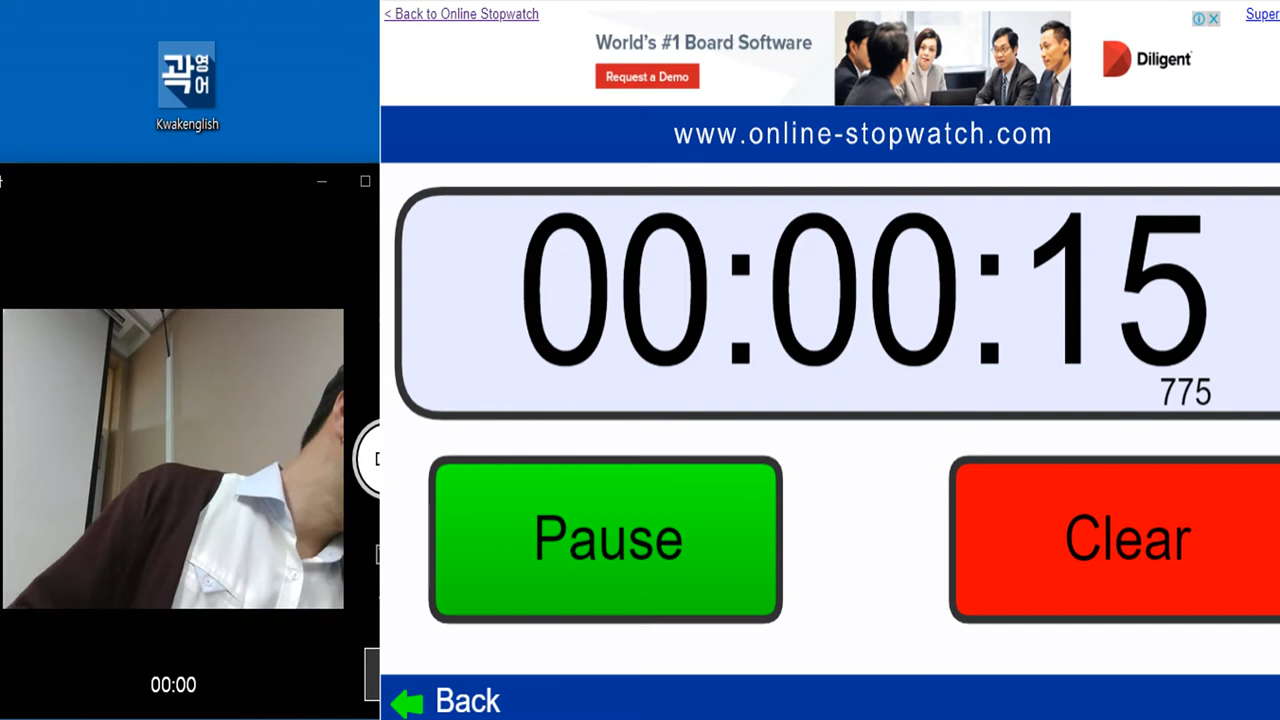 곽영어
Kwakenglish
00:00
< Back to Online Stopwatch
World's #1 Board Software
Request a Demo
Diligent
Super
www.online-stopwatch.com
00:00:15
775
Pause
Clear
Back